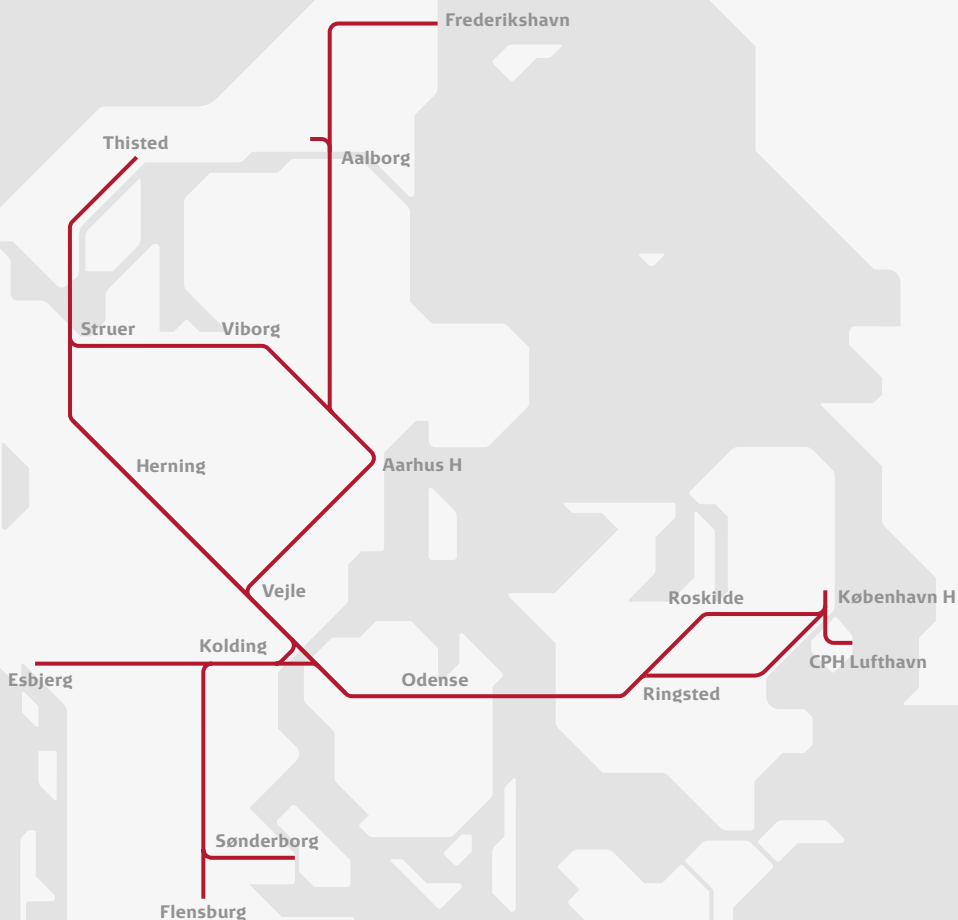 Frederikshavn
Thisted
Aalborg
Struer
Viborg
Herning
Aarhus H
Vejle
Roskilde
København H
Kolding
CPH Lufthavn
Esbjerg
Odense
Ringsted
Sønderborg
Flensburg